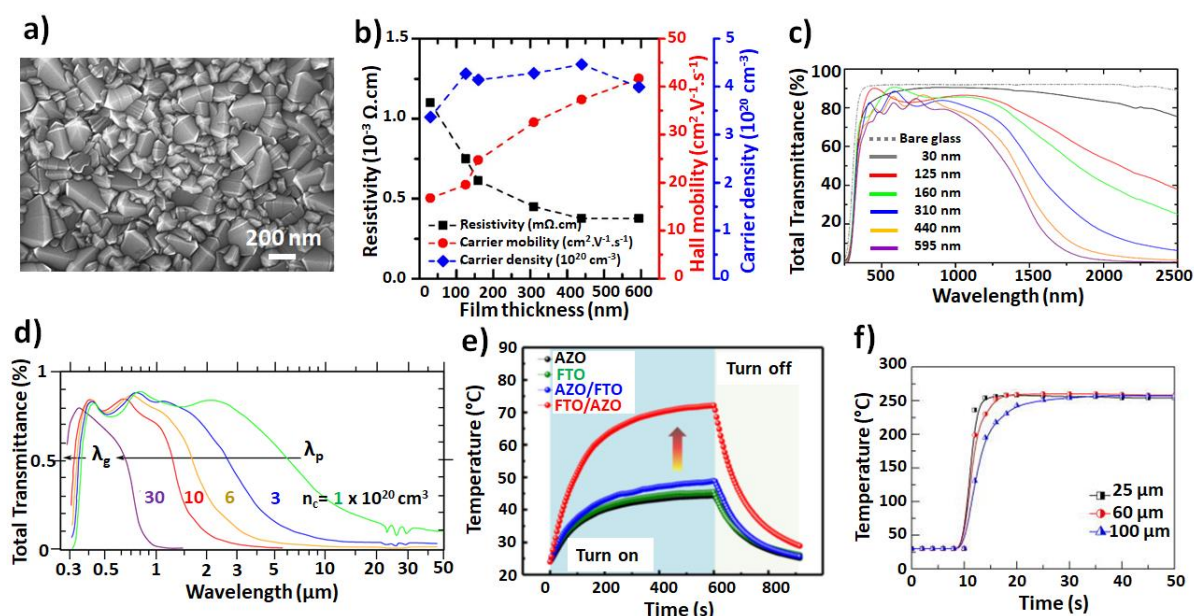 a)
200 nm
b)
1.5
1.0
0.5
0.0
Resistivity (10⁻³ Ω.cm)
0 100 200 300 400 500 600
Film thickness (nm)
Resistivity (mΩ.cm)
Carrier mobility (cm².V⁻¹.s⁻¹)
Carrier density (10²⁰ cm⁻³)
50
40
30
20
10
0
Hall mobility (cm².V⁻¹.s⁻¹)
5
4
3
2
1
0
Carrier density (10²⁰ cm⁻³)
c)
100
90
80
60
40
20
0
Total Transmittance (%)
Bare glass
30 nm
125 nm
160 nm
310 nm
440 nm
595 nm
500 1000 1500 2000 2500
Wavelength (nm)
d)
1
0.5
0
Total Transmittance (%)
λg
λp
30 10 6 3 nc= 1 x 10²⁰ cm³
0.3 0.5 1 2 3 5 10 20 30 50
Wavelength (μm)
e)
90
80
70
60
50
40
30
20
Temperature (°C)
AZO
FTO
AZO/FTO
FTO/AZO
Turn off
Turn on
0 200 400 600 800
Time (s)
f)
300
250
200
150
100
50
0
Temperature (°C)
25 μm
60 μm
100 μm
0 10 20 30 40 50
Time (s)